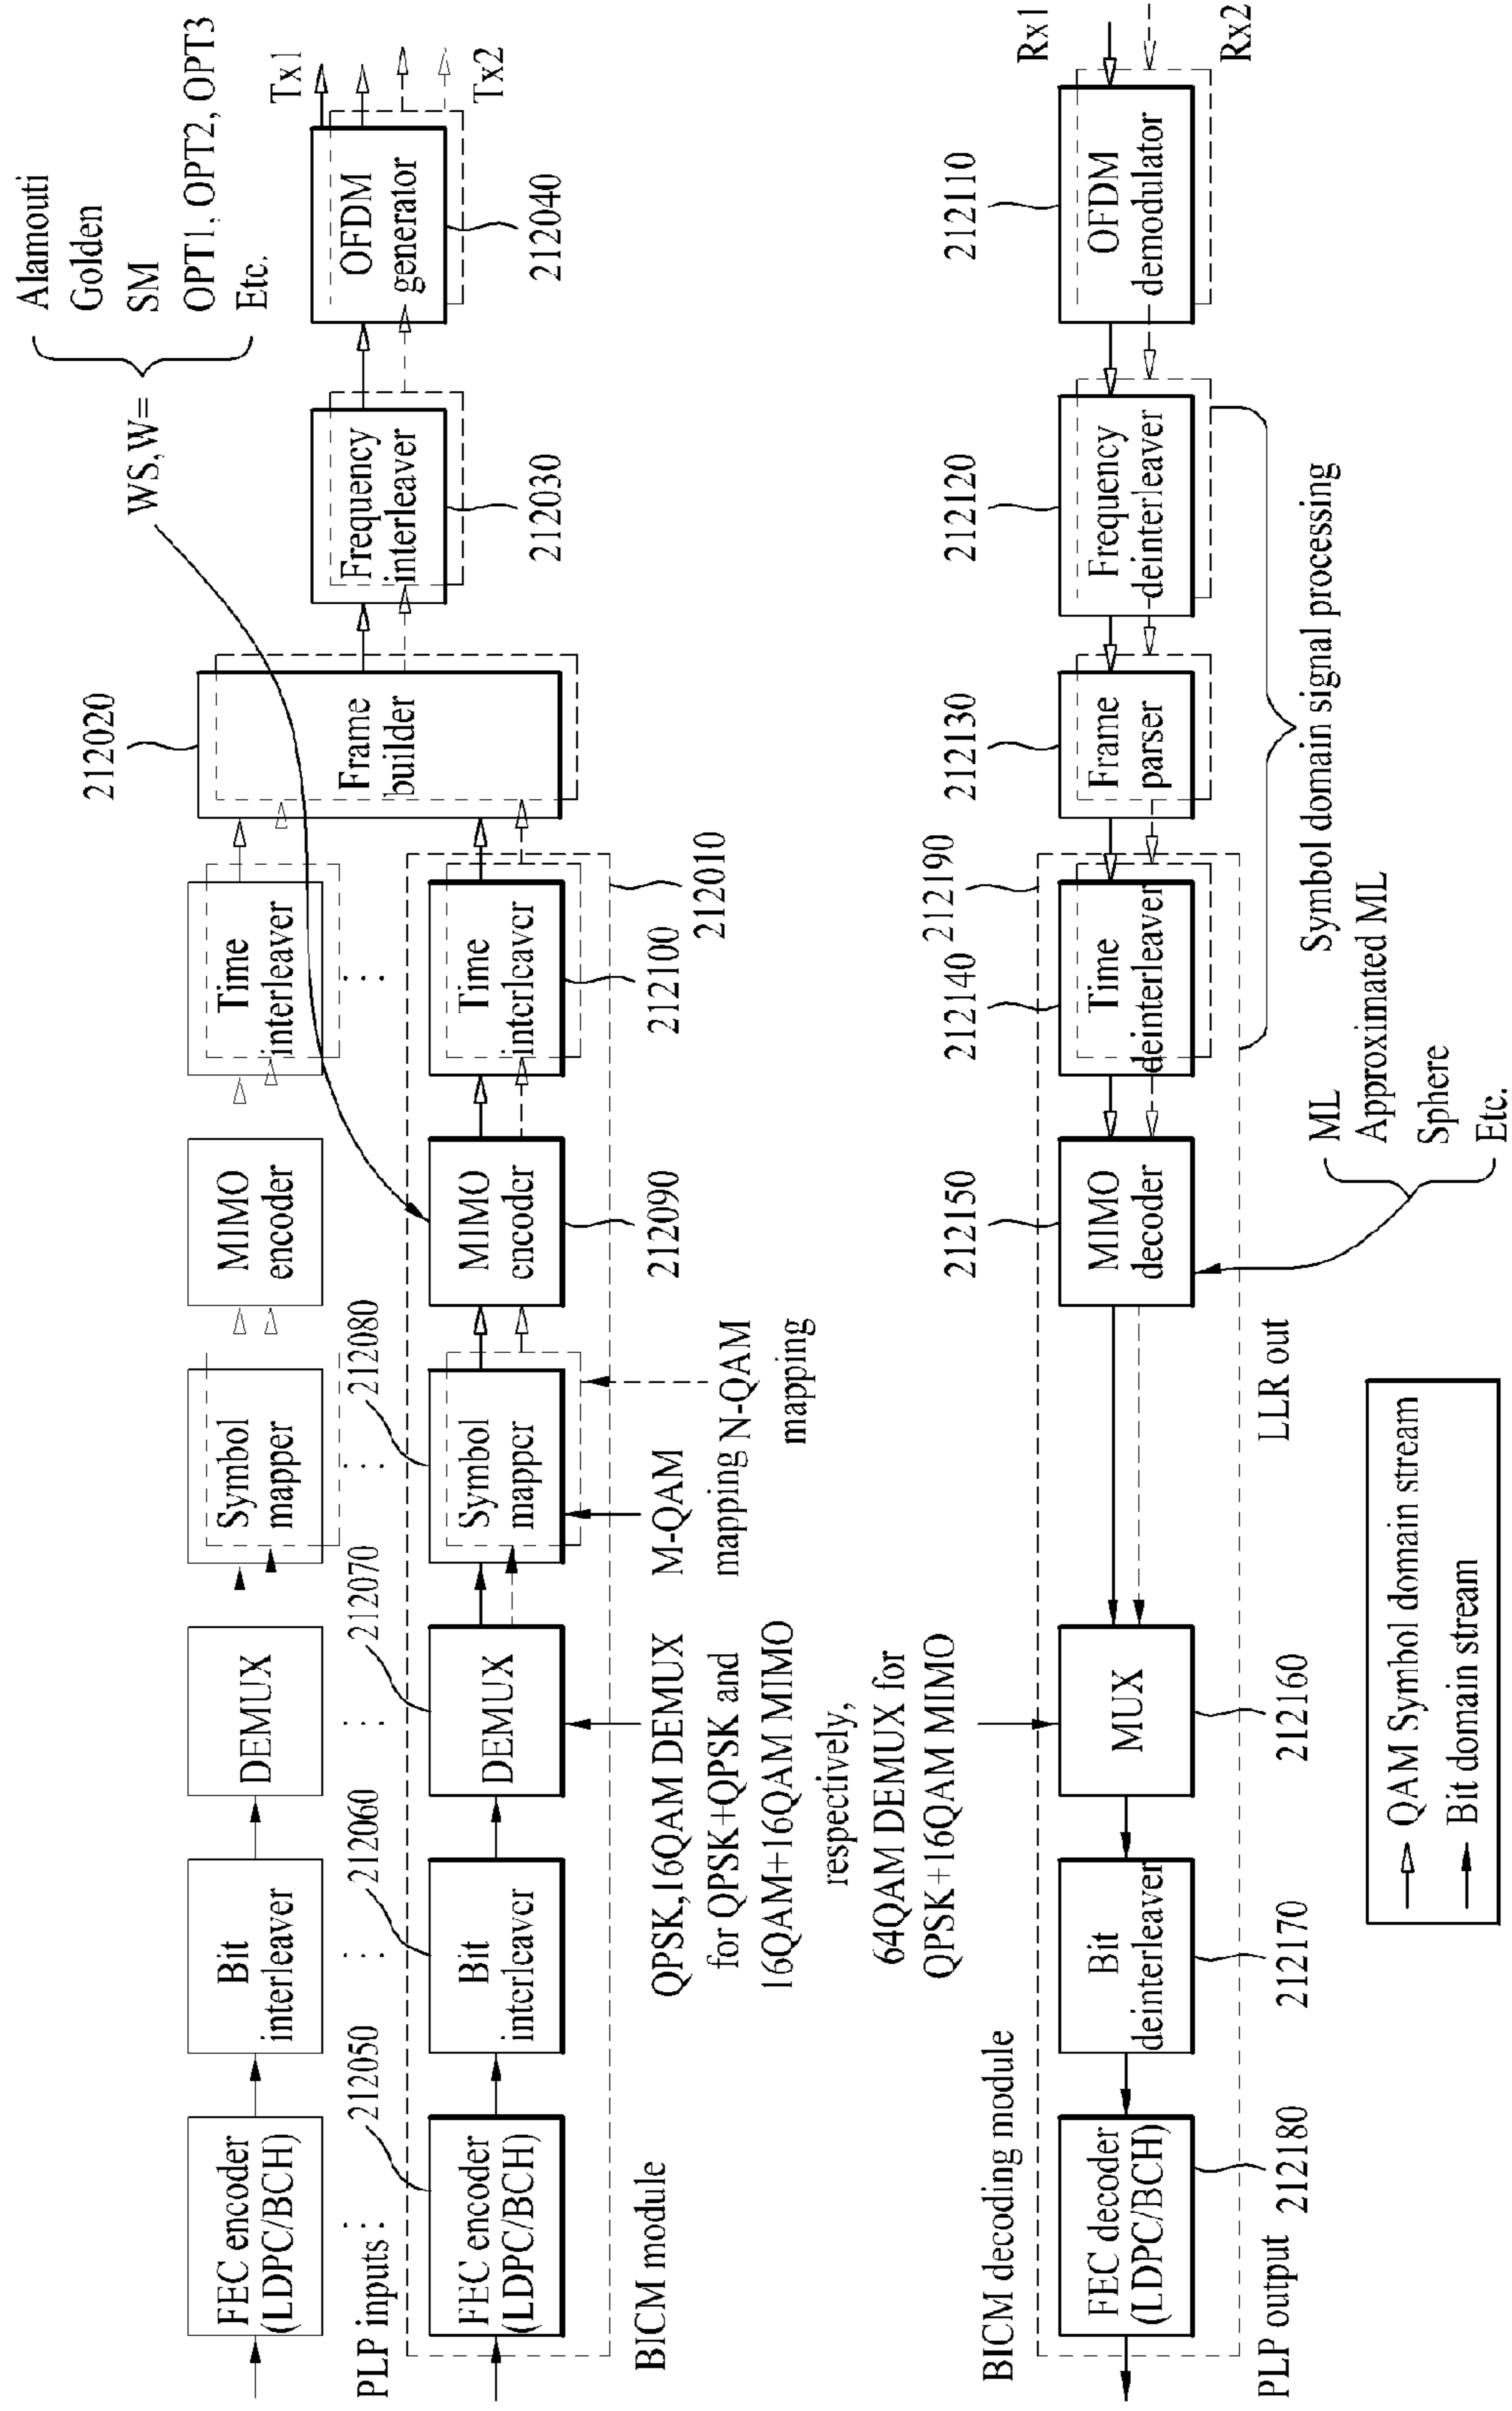 Alamouti
Golden
SM
OPT1, OPT2, OPT3
Etc.
WS,W=
Tx1
Tx2
212020
FEC encoder
(LDPC/BCH)
Bit
interleaver
DEMUX
Symbol
mapper
MIMO
encoder
Time
interleaver
Frame
builder
Frequency
interleaver
OFDM
generator
212030
212040
PLP inputs
212050
212060
212070
212080
FEC encoder
(LDPC/BCH)
Bit
interleaver
DEMUX
Symbol
mapper
MIMO
encoder
Time
interleaver
212090
212100
212010
BICM module
QPSK,16QAM DEMUX
for QPSK+QPSK and
16QAM+16QAM MIMO
respectively,
64QAM DEMUX for
QPSK+16QAM MIMO
M-QAM
mapping
N-QAM
mapping
BICM decoding module
212150
212140
212190
212130
212120
212110
Rx1
Rx2
FEC decoder
(LDPC/BCH)
Bit
deinterleaver
MUX
MIMO
decoder
Time
deinterleaver
Frame
parser
Frequency
deinterleaver
OFDM
demodulator
PLP output
212180
212170
212160
LLR out
ML
Approximated ML
Sphere
Etc.
Symbol domain signal processing
QAM Symbol domain stream
Bit domain stream